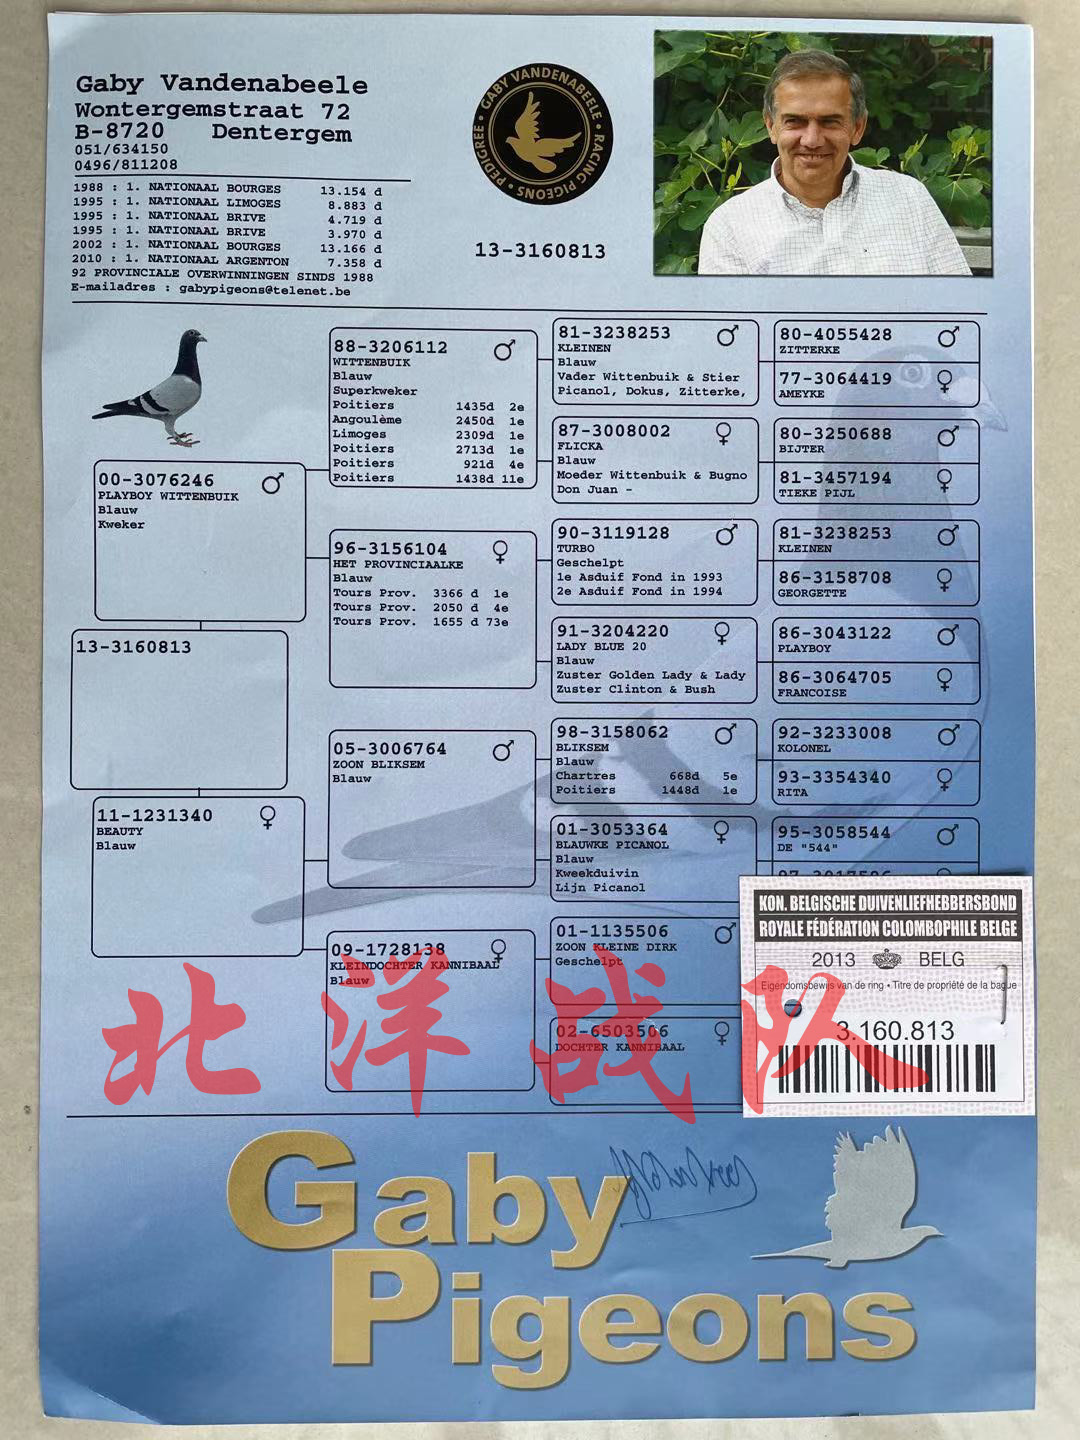 Gaby Vandenabeele
Wontergemstraat 72
B-8720 Dentergem
051/634150
0496/811208
1988 : 1. NATIONAAL BOURGES 13.154 d
1995 : 1. NATIONAAL LIMOGES 8.883 d
1995 : 1. NATIONAAL BRIVE 4.719 d
1995 : 1. NATIONAAL BRIVE 3.970 d
2002 : 1. NATIONAAL BOURGES 13.166 d
2010 : 1. NATIONAAL ARGENTON 7.358 d
92 PROVINCIALE OVERWINNINGEN SINDS 1988
E-mailadres : gabypigeons@telenet.be
GABY VANDENABEELE • RACING PIGEONS • PEDIGREE •
13-3160813
00-3076246 ♂
PLAYBOY WITTENBUIK
Blauw
Kweker
13-3160813
11-1231340 ♀
BEAUTY
Blauw
88-3206112 ♂
WITTENBUIK
Blauw
Superkweker
Poitiers 1435d 2e
Angoulème 2450d 1e
Limoges 2309d 1e
Poitiers 2713d 1e
Poitiers 921d 4e
Poitiers 1438d 11e
96-3156104 ♀
HET PROVINCIAALKE
Blauw
Tours Prov. 3366 d 1e
Tours Prov. 2050 d 4e
Tours Prov. 1655 d 73e
05-3006764 ♂
ZOON BLIKSEM
Blauw
09-1728138 ♀
KLEINDOCHTER KANNIBAAL
Blauw
81-3238253 ♂
KLEINEN
Blauw
Vader Wittenbuik & Stier
Picanol, Dokus, Zitterke,
87-3008002 ♀
FLICKA
Blauw
Moeder Wittenbuik & Bugno
Don Juan -
90-3119128 ♂
TURBO
Geschelpt
1e Asduif Fond in 1993
2e Asduif Fond in 1994
91-3204220 ♀
LADY BLUE 20
Blauw
Zuster Golden Lady & Lady
Zuster Clinton & Bush
98-3158062 ♂
BLIKSEM
Blauw
Chartres 668d 5e
Poitiers 1448d 1e
01-3053364 ♀
BLAUWKE PICANOL
Blauw
Kweekduivin
Lijn Picanol
01-1135506 ♂
ZOON KLEINE DIRK
Geschelpt
02-6503506 ♀
DOCHTER KANNIBAAL
80-4055428 ♂
ZITTERKE
77-3064419 ♀
AMEYKE
80-3250688 ♂
BIJTER
81-3457194 ♀
TIEKE PIJL
81-3238253 ♂
KLEINEN
86-3158708 ♀
GEORGETTE
86-3043122 ♂
PLAYBOY
86-3064705 ♀
FRANCOISE
92-3233008 ♂
KOLONEL
93-3354340 ♀
RITA
95-3058544 ♂
DE "544"
KON. BELGISCHE DUIVENLIEFHEBBERSBOND
ROYALE FÉDÉRATION COLOMBOPHILE BELGE
2013 BELG
Eigendomsbewijs van de ring • Titre de propriété de la bague
3.160.813
北洋战队
Gaby
Pigeons